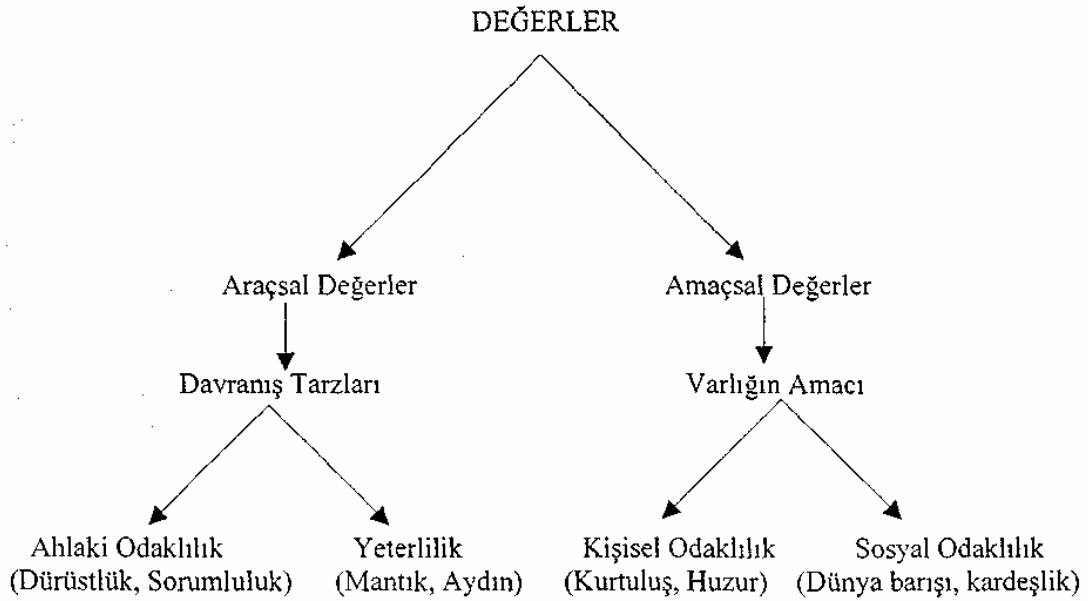 DEĞERLER
Araçsal Değerler
Amaçsal Değerler
Davranış Tarzları
Varlığın Amacı
Ahlaki Odaklılık
(Dürüstlük, Sorumluluk)
Yeterlilik
(Mantık, Aydın)
Kişisel Odaklılık
(Kurtuluş, Huzur)
Sosyal Odaklılık
(Dünya barışı, kardeşlik)